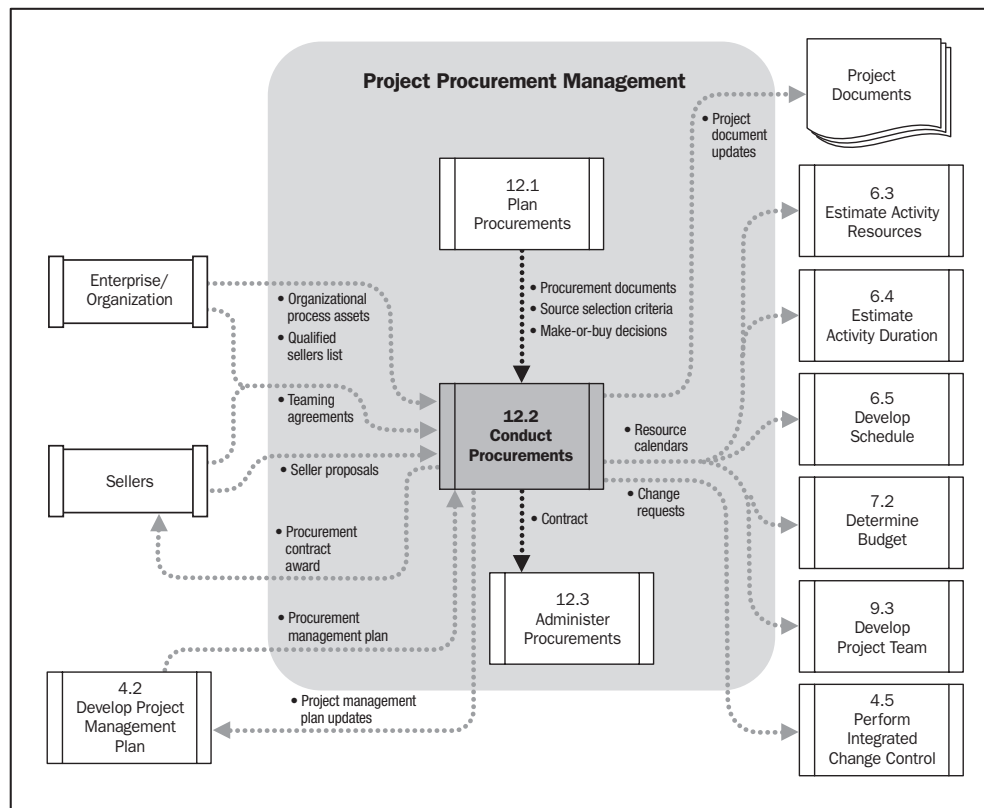 Project Procurement Management
Project
Documents
• Project
document
updates
12.1
Plan
Procurements
6.3
Estimate Activity
Resources
Enterprise/
Organization
• Organizational
process assets
• Qualified
sellers list
• Procurement documents
• Source selection criteria
• Make-or-buy decisions
6.4
Estimate
Activity Duration
• Teaming
agreements
12.2
Conduct
Procurements
• Resource
calendars
6.5
Develop
Schedule
Sellers
• Seller proposals
• Change
requests
• Procurement
contract
award
• Contract
7.2
Determine
Budget
• Procurement
management plan
12.3
Administer
Procurements
9.3
Develop
Project Team
4.2
Develop Project
Management
Plan
• Project management
plan updates
4.5
Perform
Integrated
Change Control